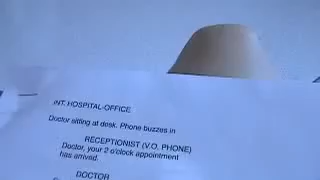 INT. HOSPITAL-OFFICE
Doctor sitting at desk. Phone buzzes in
RECEPTIONIST (V.O. PHONE)
Doctor, your 2 o'clock appointment
has arrived.
DOCTOR